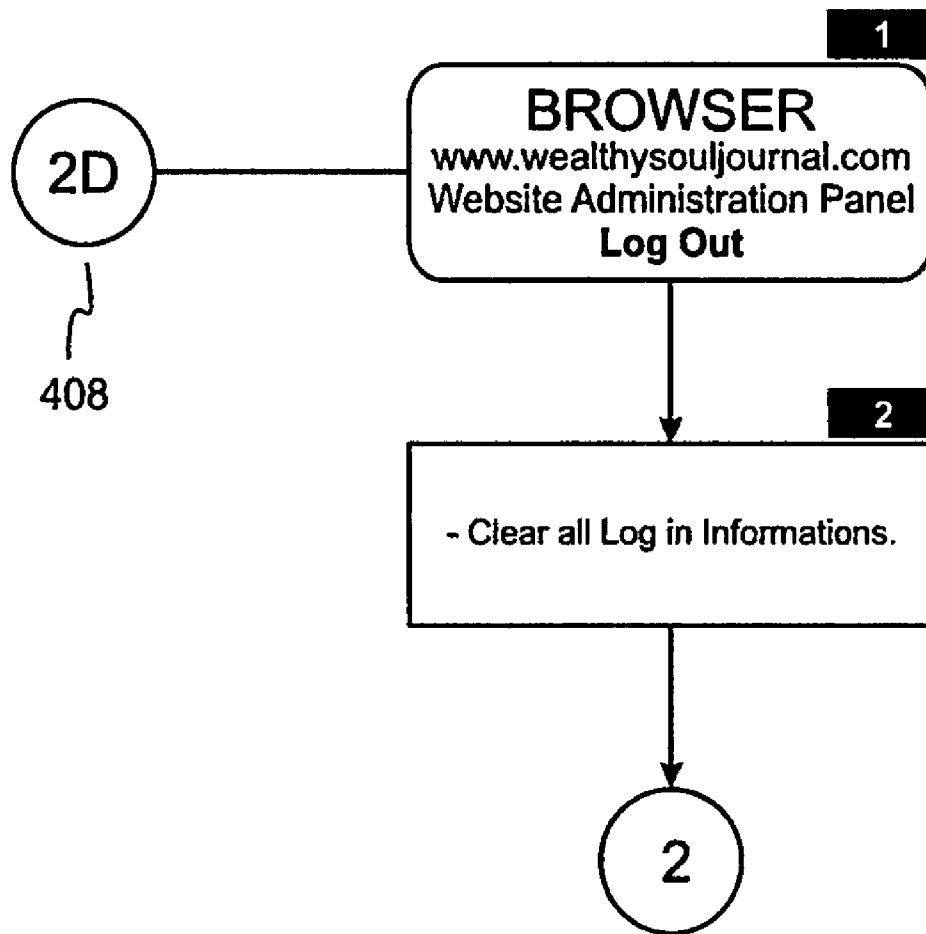 1
BROWSER
www.wealthysouljournal.com
Website Administration Panel
Log Out
2D
408
2
- Clear all Log in Informations.
2